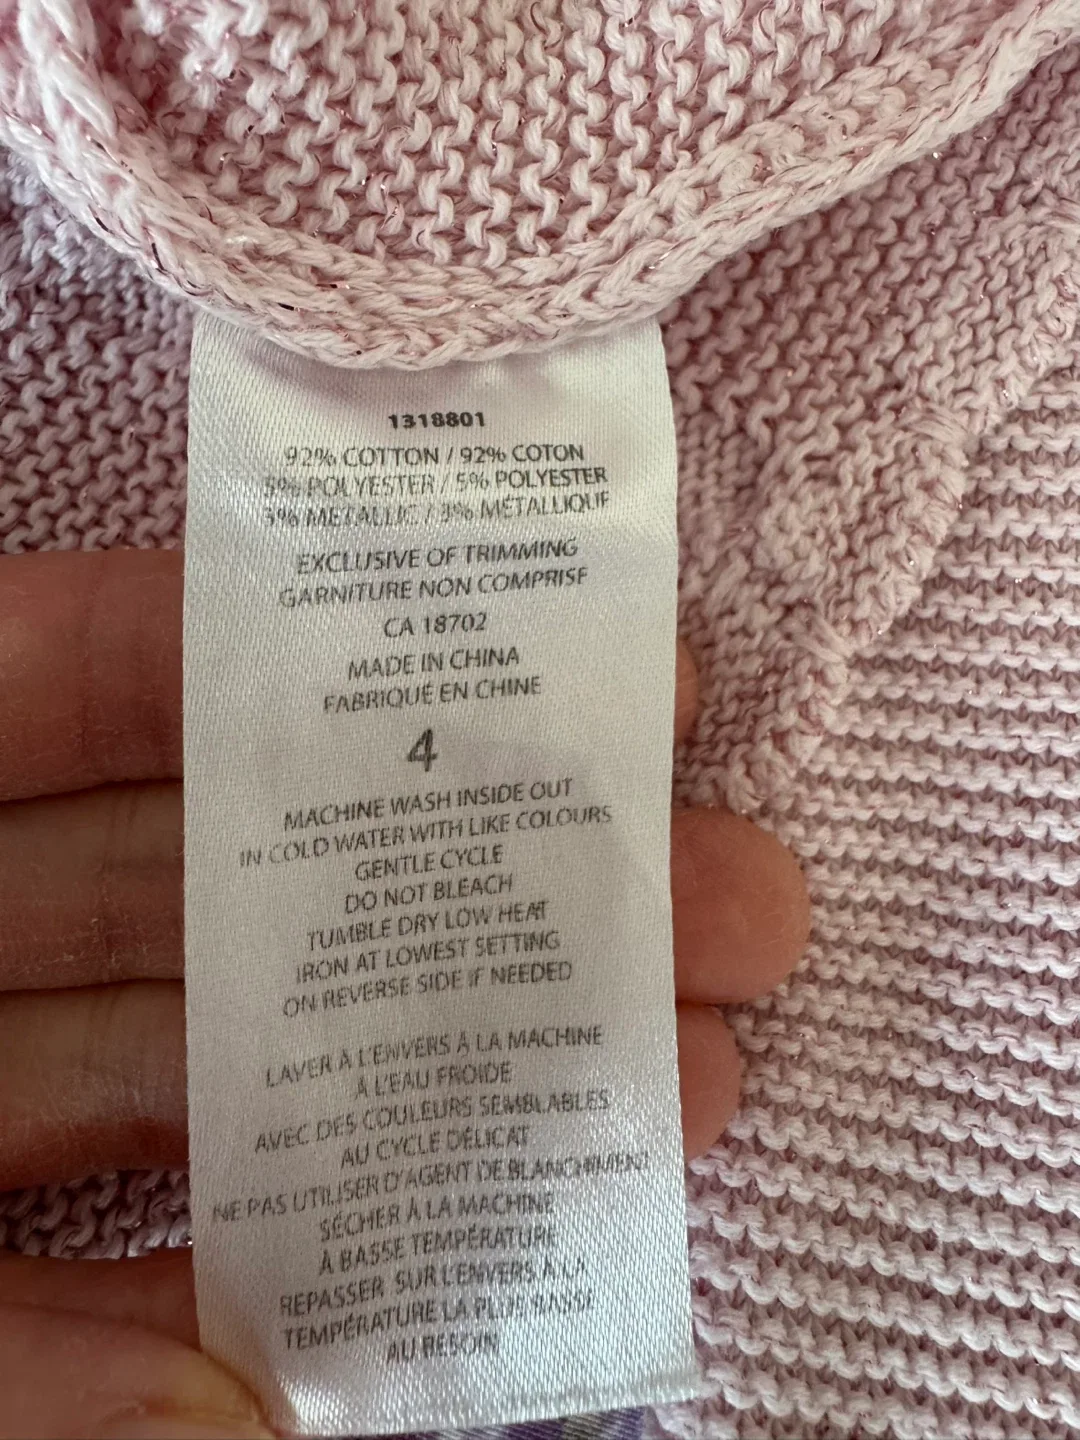 1318801
92% COTTON / 92% COTON
5% POLYESTER / 5% POLYESTER
3% METALLIC / 3% MÉTALLIQUE
EXCLUSIVE OF TRIMMING
GARNITURE NON COMPRISE
CA 18702
MADE IN CHINA
FABRIQUÉ EN CHINE
4
MACHINE WASH INSIDE OUT
IN COLD WATER WITH LIKE COLOURS
GENTLE CYCLE
DO NOT BLEACH
TUMBLE DRY LOW HEAT
IRON AT LOWEST SETTING
ON REVERSE SIDE IF NEEDED
LAVER À L'ENVERS À LA MACHINE
À L'EAU FROIDE
AVEC DES COULEURS SEMBLABLES
AU CYCLE DÉLICAT
NE PAS UTILISER D'AGENT DE BLANCHIMENT
SÉCHER À LA MACHINE
À BASSE TEMPÉRATURE
REPASSER SUR L'ENVERS À LA
TEMPÉRATURE LA PLUS BASSE
AU BESOIN